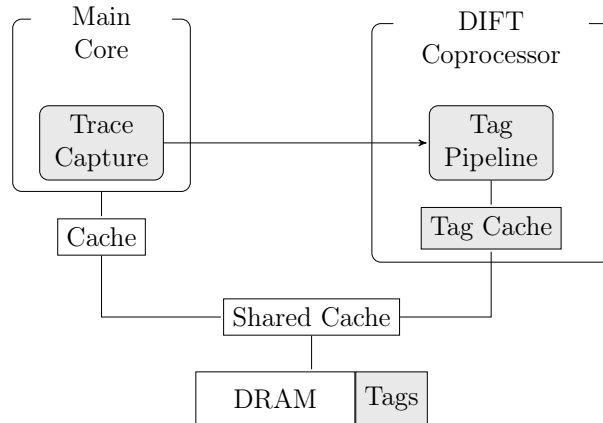 Main
Core
DIFT
Coprocessor
Trace
Capture
Tag
Pipeline
Cache
Tag Cache
Shared Cache
DRAM
Tags